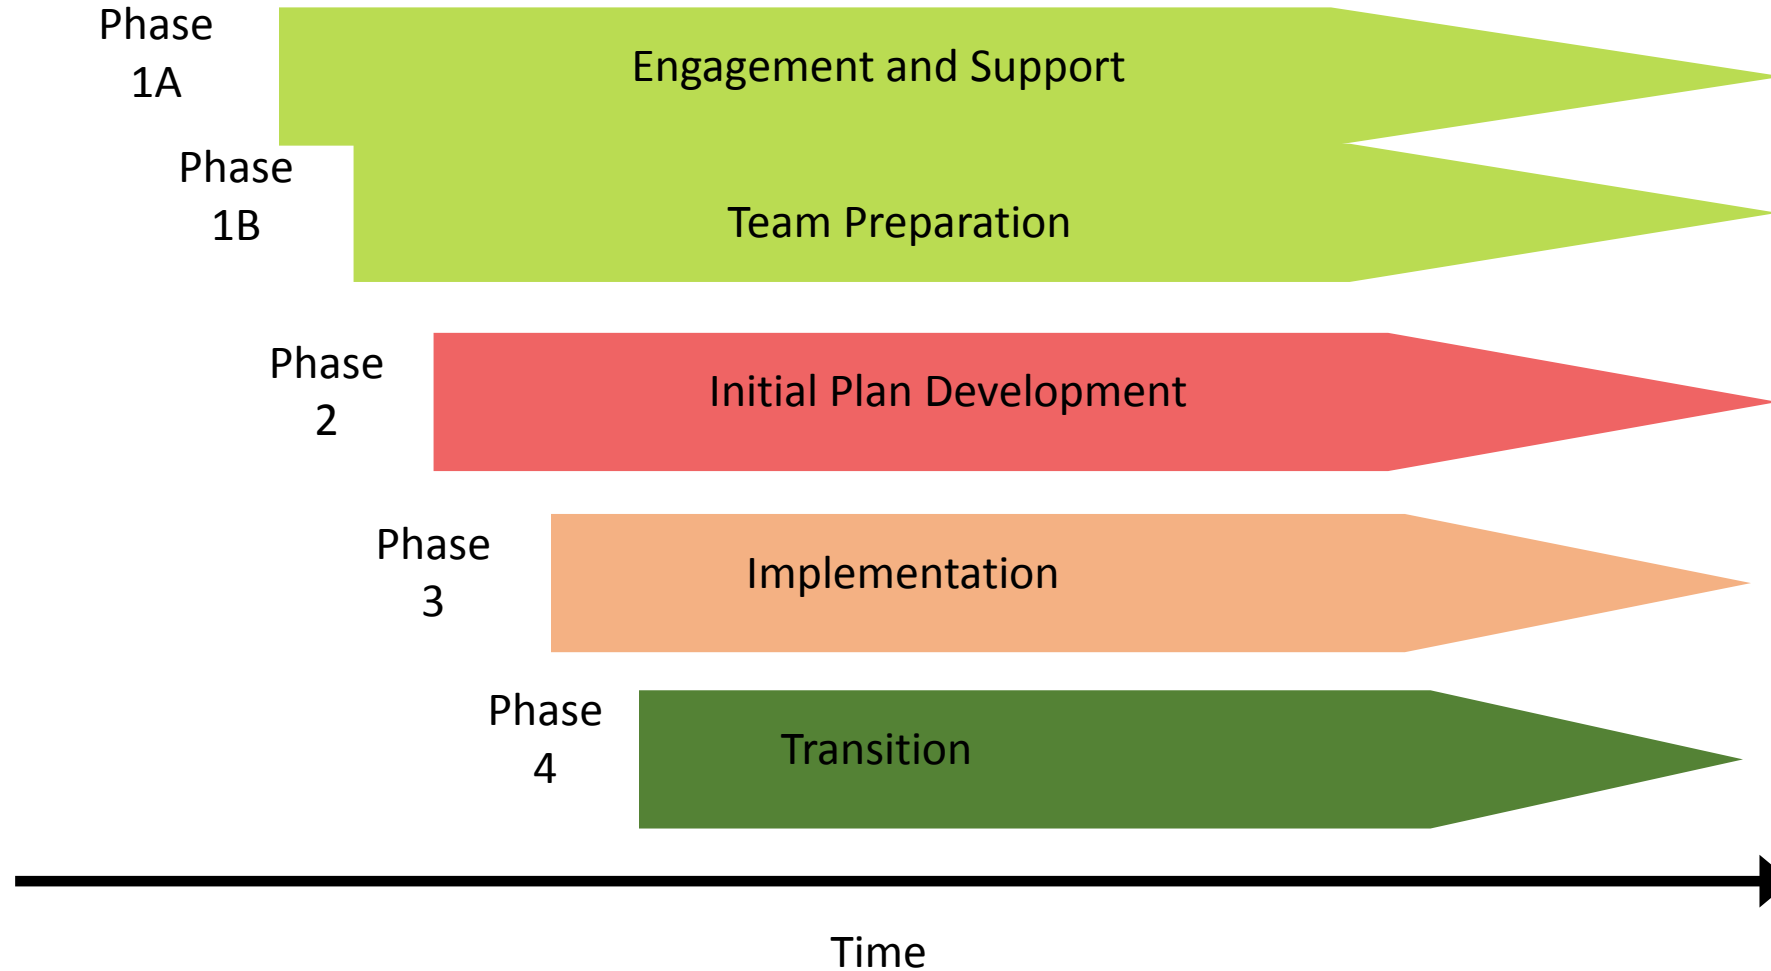 Phase
1A
Engagement and Support
Phase
1B
Team Preparation
Phase
2
Initial Plan Development
Phase
3
Implementation
Phase
4
Transition
Time